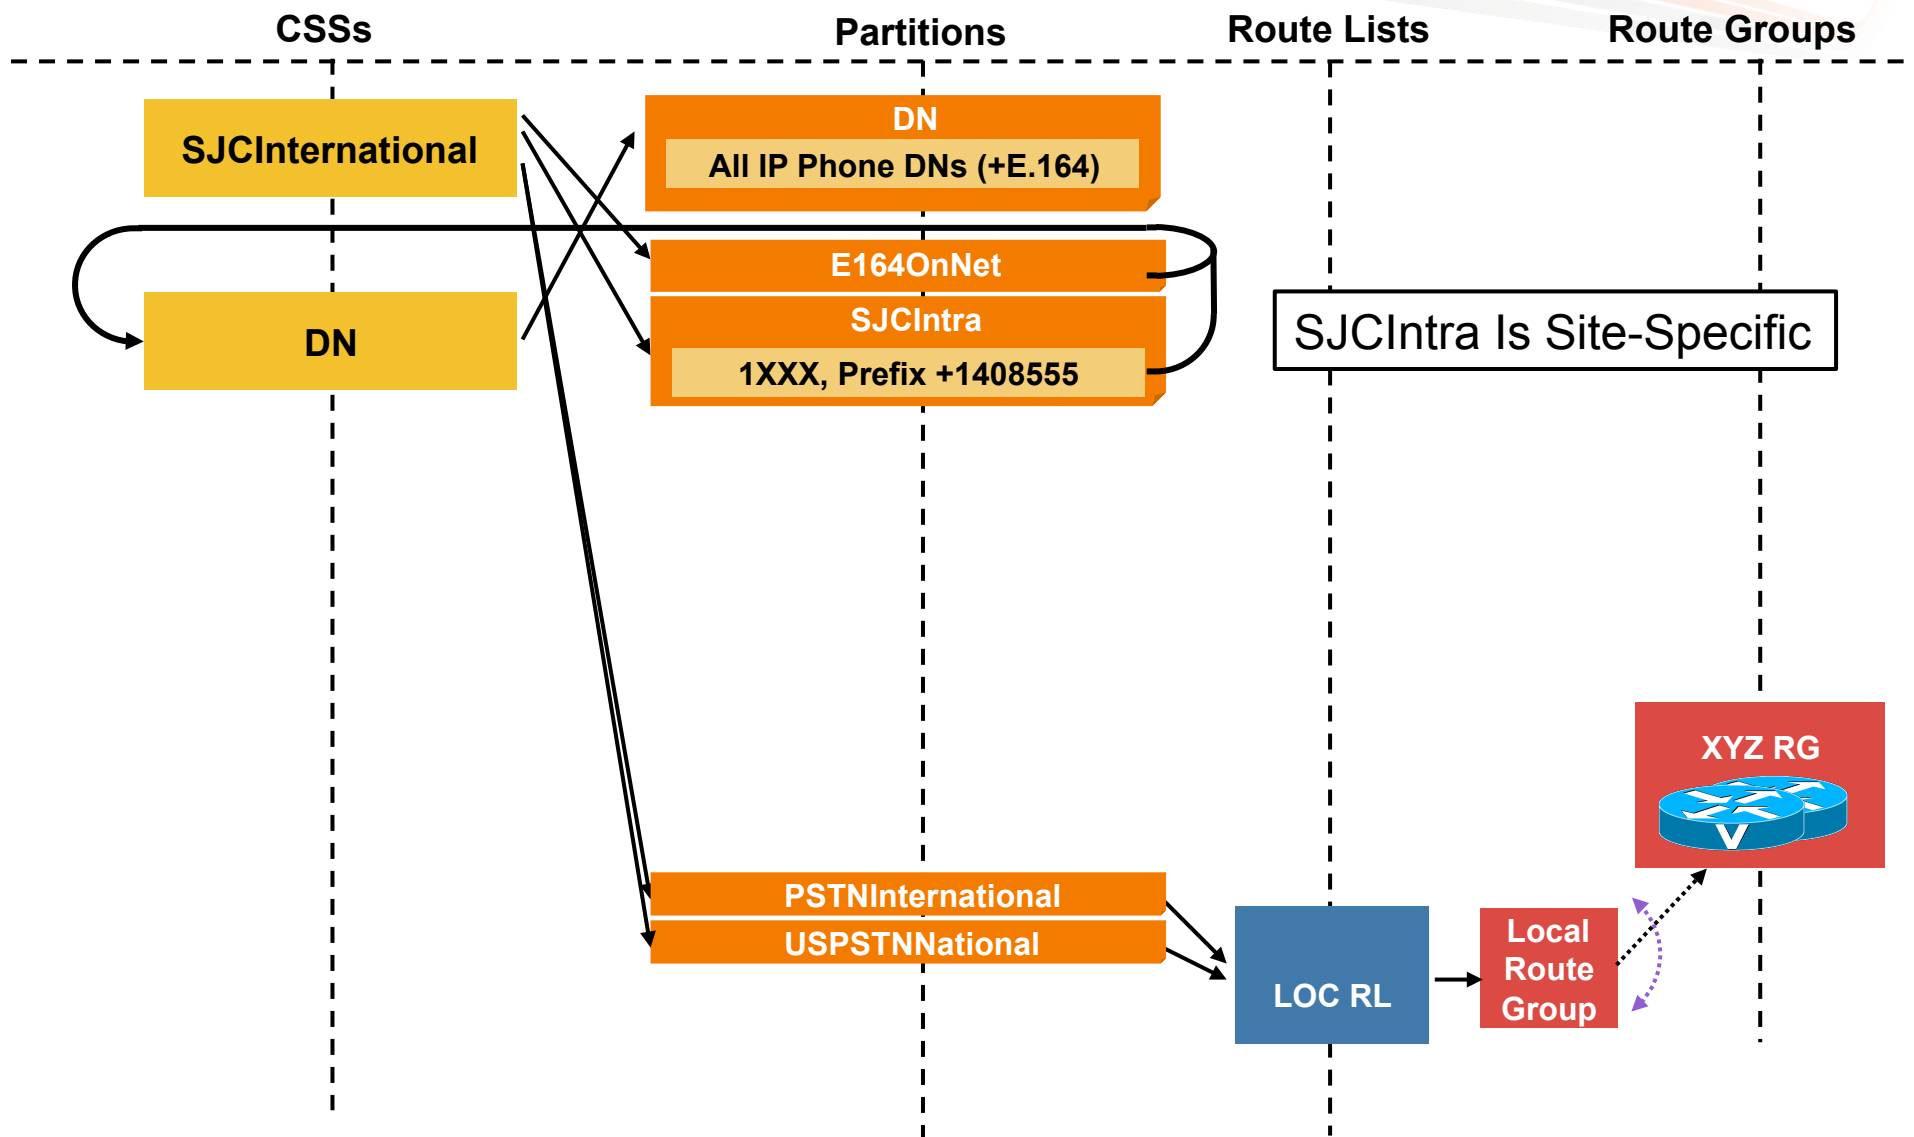 CSSs
Partitions
Route Lists
Route Groups
SJCInternational
DN
All IP Phone DNs (+E.164)
E164OnNet
DN
SJCIntra
1XXX, Prefix +1408555
SJCIntra Is Site-Specific
XYZ RG
V
PSTNInternational
USPSTNNational
LOC RL
Local
Route
Group